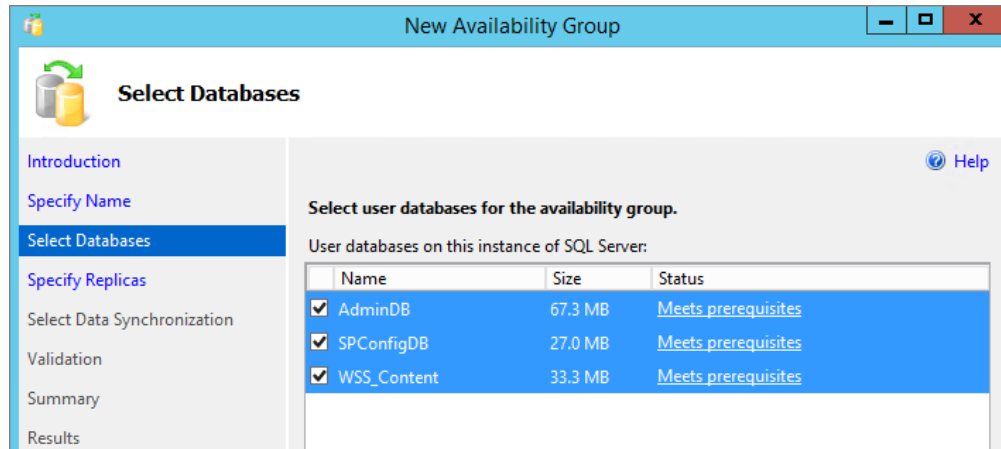 New Availability Group
Select Databases
Introduction
Help
Specify Name
Select user databases for the availability group.
Select Databases
User databases on this instance of SQL Server:
Specify Replicas
Name Size Status
Select Data Synchronization
AdminDB 67.3 MB Meets prerequisites
SPConfigDB 27.0 MB Meets prerequisites
Validation
WSS_Content 33.3 MB Meets prerequisites
Summary
Results